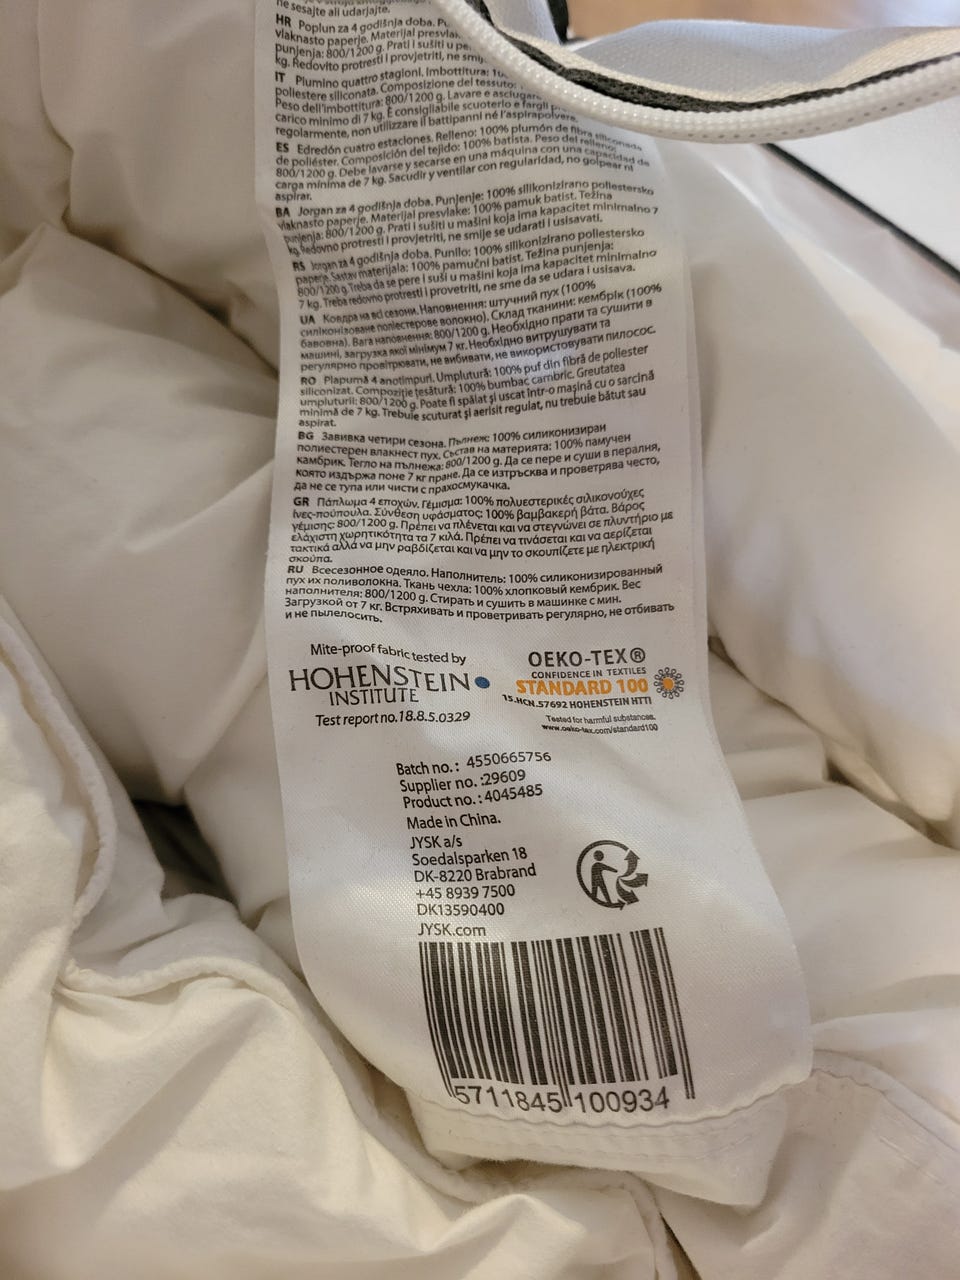 ne sesajte ali udarjajte.
HR Poplun za 4 godišnja doba.
vlaknasto paperje. Materijal
punjenja: 800/1200 g. Prati i sušiti u
kg. Redovito protresti i provjetriti, ne
IT Piumino quattro stagioni. Imbottitura:
poliestere siliconata. Composizione del tessuto:
Peso dell'imbottitura: 800/1200 g. Lavare e
carico minimo di 7 kg. È consigliabile scuoterlo e fargli
regolarmente, non utilizzare il battipanni né l'aspirapolvere.
ES Edredón cuatro estaciones. Relleno: 100% plumón de fibra siliconada
de poliéster. Composición del tejido: 100% batista. Peso del relleno:
800/1200 g. Debe lavarse y secarse en una máquina con una capacidad de
carga mínima de 7 kg. Sacudir y ventilar con regularidad, no golpear ni
aspirar.
BA Jorgan za 4 godišnja doba. Punjenje: 100% silikonizirano poliestersko
vlaknasto paperje. Materijal presvlake: 100% pamuk batist. Težina
punjenja: 800/1200 g. Prati i sušiti u mašini koja ima kapacitet minimalno 7
kg. Redovno protresti i provjetriti, ne smije se udarati i usisavati.
RS Jorgan za 4 godišnja doba. Punilo: 100% silikonizirano poliestersko
paperje. Sastav materijala: 100% pamučni batist. Težina punjenja:
800/1200 g. Treba da se pere i suši u mašini koja ima kapacitet minimalno
7 kg. Treba redovno protresti i provetriti, ne sme da se udara i usisava.
UA Ковдра на всі сезони. Наповнення: штучний пух (100%
силіконізоване поліестерове волокно). Склад тканини: кембрік (100%
бавовна). Вага наповнення: 800/1200 g. Необхідно прати та сушити в
машині, загрузка якої мінімум 7 кг. Необхідно витрушувати та
регулярно провітрювати, не вибивати, не використовувати пилосос.
RO Plapumă 4 anotimpuri. Umplutură: 100% puf din fibră de poliester
siliconizat. Compoziţie ţesătură: 100% bumbac cambric. Greutatea
umpluturii: 800/1200 g. Poate fi spălat şi uscat într-o maşină cu o sarcină
minimă de 7 kg. Trebuie scuturat şi aerisit regulat, nu trebuie bătut sau
aspirat.
BG Завивка четири сезона. Пълнеж: 100% силиконизиран
полиестерен влакнест пух. Състав на материята: 100% памучен
камбрик. Тегло на пълнежа: 800/1200 g. Да се пере и суши в пералня,
която издържа поне 7 кг пране. Да се изтръсква и проветрява често,
да не се тупа или чисти с прахосмукачка.
GR Πάπλωμα 4 εποχών. Γέμισμα: 100% πολυεστερικές σιλικονούχες
ίνες-πούπουλα. Σύνθεση υφάσματος: 100% βαμβακερή βάτα. Βάρος
γέμισης: 800/1200 g. Πρέπει να πλένεται και να στεγνώνει σε πλυντήριο με
ελάχιστη χωρητικότητα τα 7 κιλά. Πρέπει να τινάσεται και να αερίζεται
τακτικά αλλά να μην ραβδίζεται και να μην το σκουπίζετε με ηλεκτρική
σκούπα.
RU Всесезонное одеяло. Наполнитель: 100% силиконизированный
пух их поливолокна. Ткань чехла: 100% хлопковый кембрик. Вес
наполнителя: 800/1200 g. Стирать и сушить в машинке с мин.
Загрузкой от 7 кг. Встряхивать и проветривать регулярно, не отбивать
и не пылелосить.
Mite-proof fabric tested by
HOHENSTEIN
INSTITUTE
Test report no.18.8.5.0329
OEKO-TEX®
CONFIDENCE IN TEXTILES
STANDARD 100
15.HCN.57692 HOHENSTEIN HTTI
Tested for harmful substances.
www.oeko-tex.com/standard100
Batch no.: 4550665756
Supplier no.:29609
Product no.:4045485
Made in China.
JYSK a/s
Soedalsparken 18
DK-8220 Brabrand
+45 8939 7500
DK13590400
JYSK.com
5711845100934